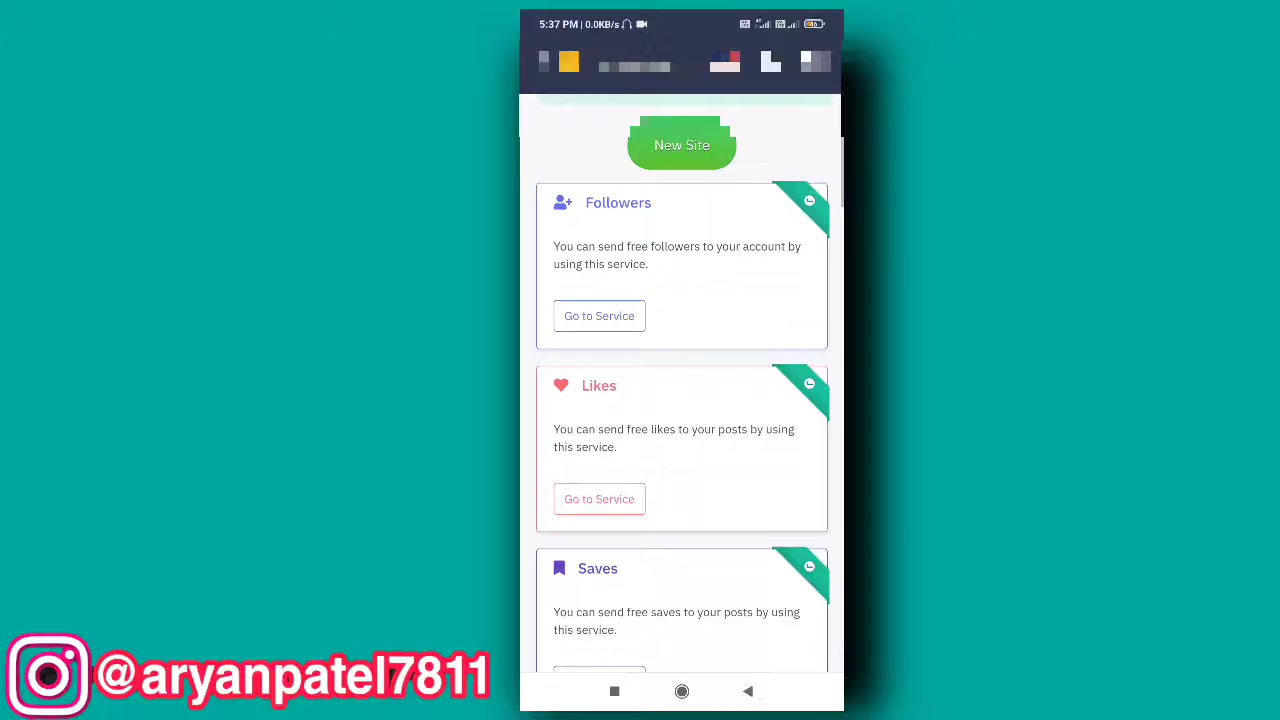 5:37 PM | 0.0KB/s
New Site
Followers
You can send free followers to your account by
using this service.
Go to Service
Likes
You can send free likes to your posts by using
this service.
Go to Service
Saves
You can send free saves to your posts by using
this service.
@aryanpatel7811